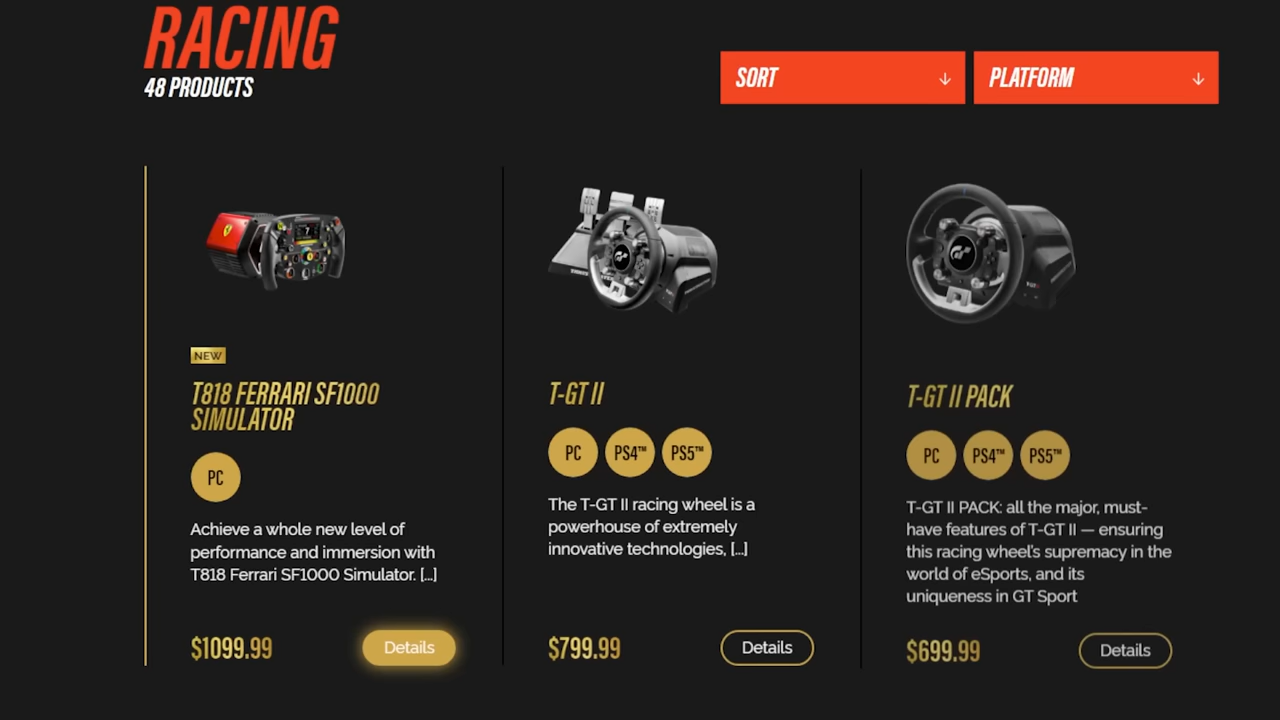 RACING
48 PRODUCTS
SORT
PLATFORM
NEW
T818 FERRARI SF1000
SIMULATOR
PC
Achieve a whole new level of
performance and immersion with
T818 Ferrari SF1000 Simulator. [...]
$1099.99
Details
T-GT II
PC PS4™ PS5™
The T-GT II racing wheel is a
powerhouse of extremely
innovative technologies, [...]
$799.99
Details
T-GT II PACK
PC PS4™ PS5™
T-GT II PACK: all the major, must-
have features of T-GT II — ensuring
this racing wheel's supremacy in the
world of eSports, and its
uniqueness in GT Sport
$699.99
Details